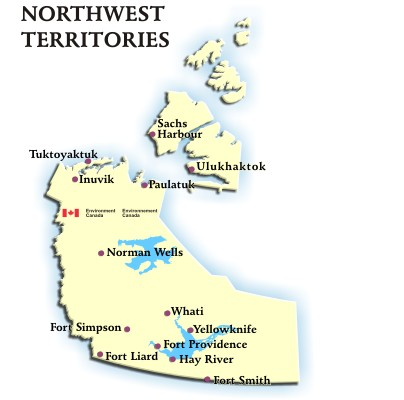 NORTHWEST
TERRITORIES
Sachs
Harbour
Tuktoyaktuk
Ulukhaktok
Inuvik
Paulatuk
Environment Environnement
Canada Canada
Norman Wells
Whati
Fort Simpson
Yellowknife
Fort Providence
Fort Liard
Hay River
Fort Smith